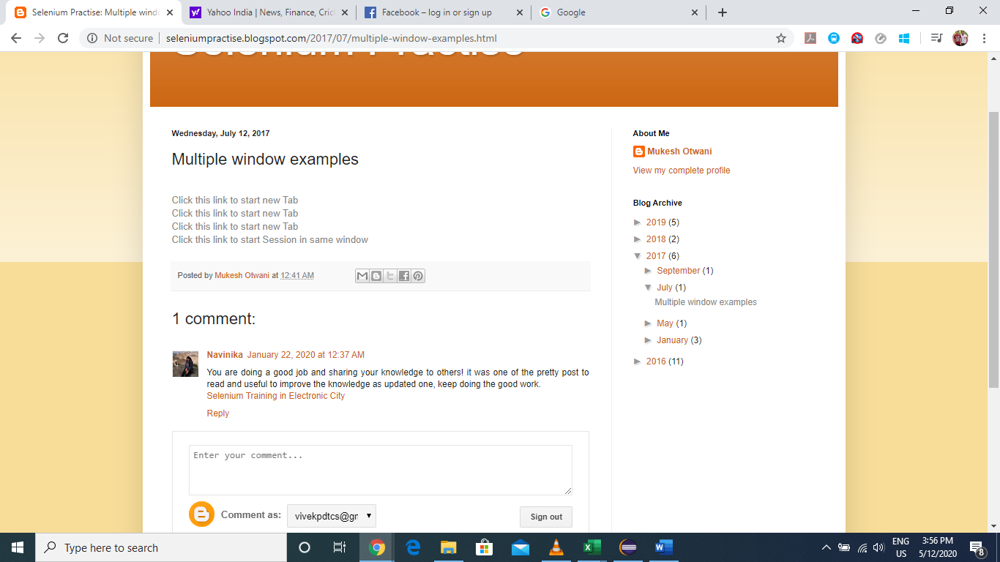 Selenium Practise: Multiple wind
Yahoo India | News, Finance, Cric
Facebook – log in or sign up
Google
Not secure
seleniumpractise.blogspot.com/2017/07/multiple-window-examples.html
Selenium Practise
Wednesday, July 12, 2017
Multiple window examples
Click this link to start new Tab
Click this link to start new Tab
Click this link to start new Tab
Click this link to start Session in same window
Posted by Mukesh Otwani at 12:41 AM
1 comment:
Navinika January 22, 2020 at 12:37 AM
You are doing a good job and sharing your knowledge to others! it was one of the pretty post to
read and useful to improve the knowledge as updated one, keep doing the good work.
Selenium Training in Electronic City
Reply
Enter your comment...
Comment as:
vivekpdtcs@gr
Sign out
About Me
Mukesh Otwani
View my complete profile
Blog Archive
► 2019 (5)
► 2018 (2)
▼ 2017 (6)
► September (1)
▼ July (1)
Multiple window examples
► May (1)
► January (3)
► 2016 (11)
Type here to search
ENG
US
3:56 PM
5/12/2020
8